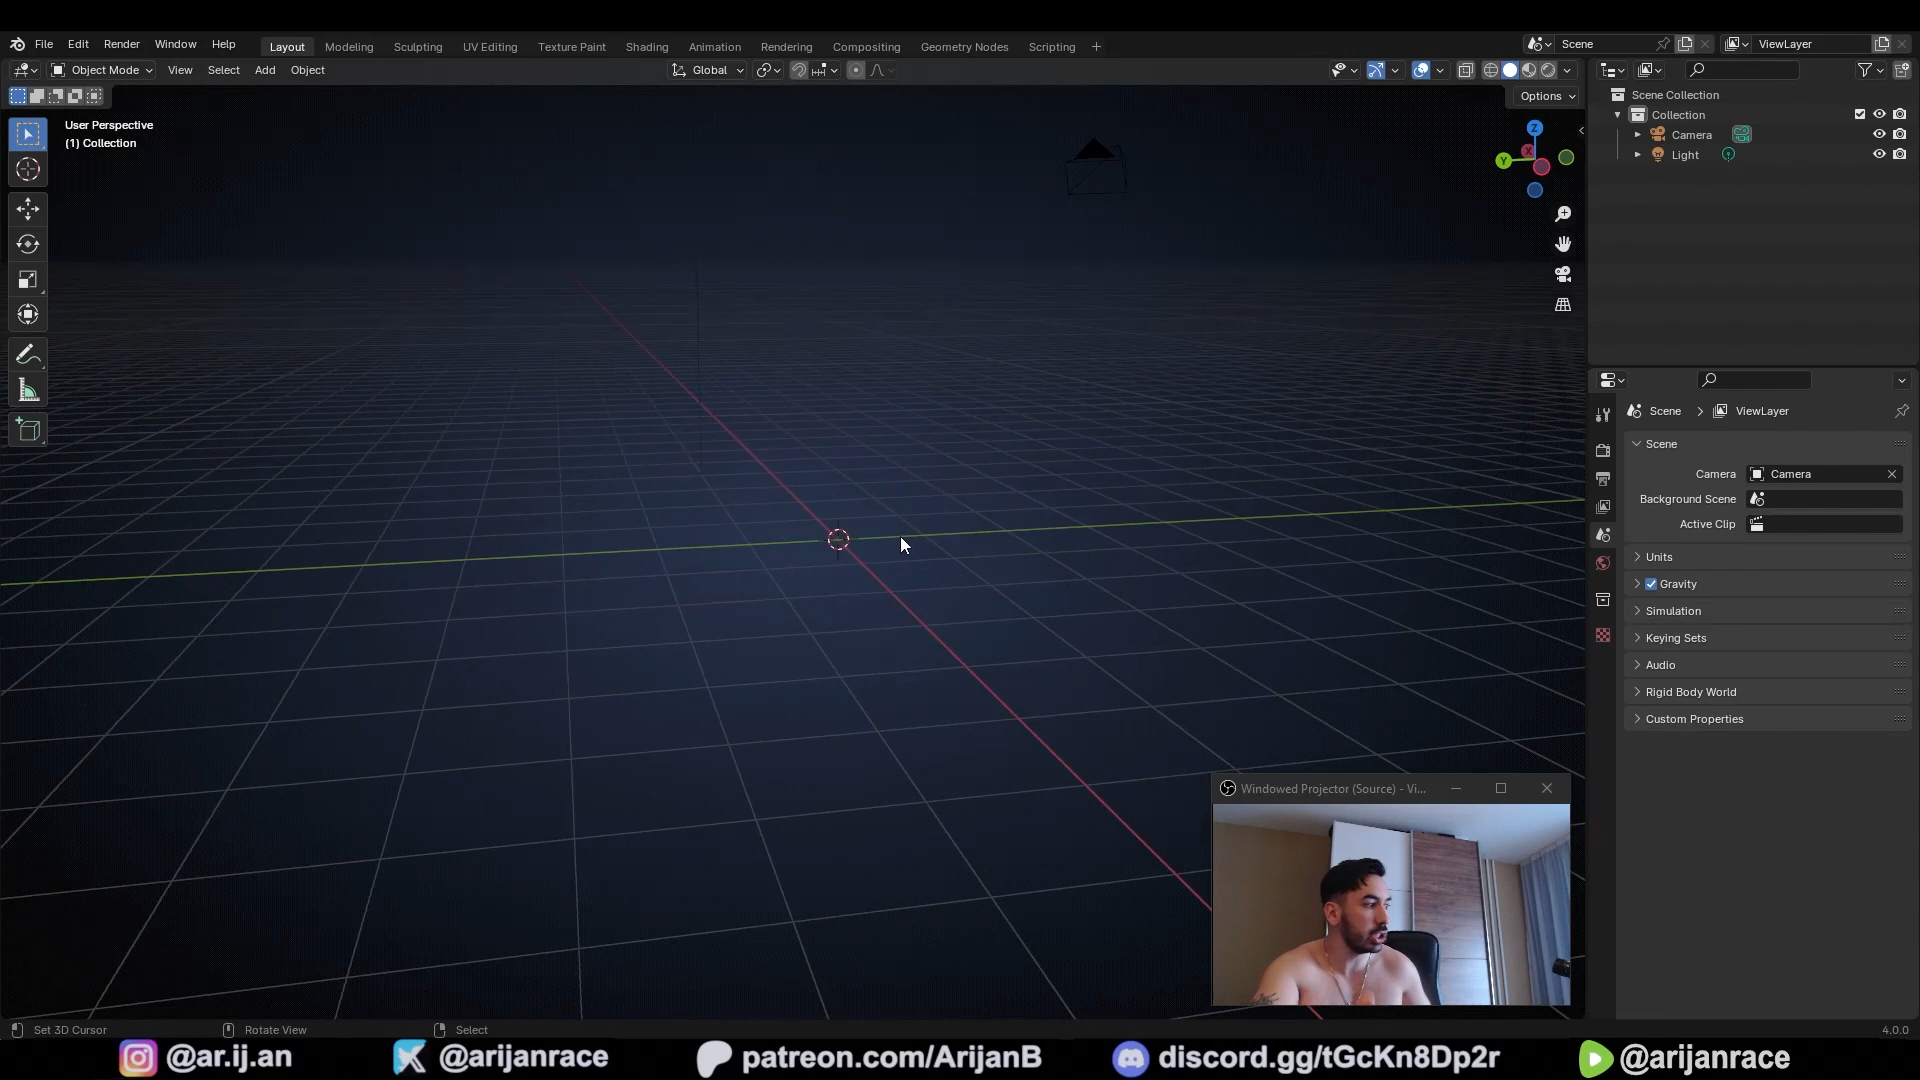 File Edit Render Window Help Layout Modeling Sculpting UV Editing Texture Paint Shading Animation Rendering Compositing Geometry Nodes Scripting + Scene ViewLayer
Object Mode View Select Add Object Global
Options
User Perspective
(1) Collection
Z
Y
X
Scene Collection
Collection
Camera
Light
Scene > ViewLayer
Scene
Camera Camera
Background Scene
Active Clip
Units
Gravity
Simulation
Keying Sets
Audio
Rigid Body World
Custom Properties
Windowed Projector (Source) - Vi...
Set 3D Cursor Rotate View Select 4.0.0
@ar.ij.an @arijanrace patreon.com/ArijanB discord.gg/tGcKn8Dp2r @arijanrace